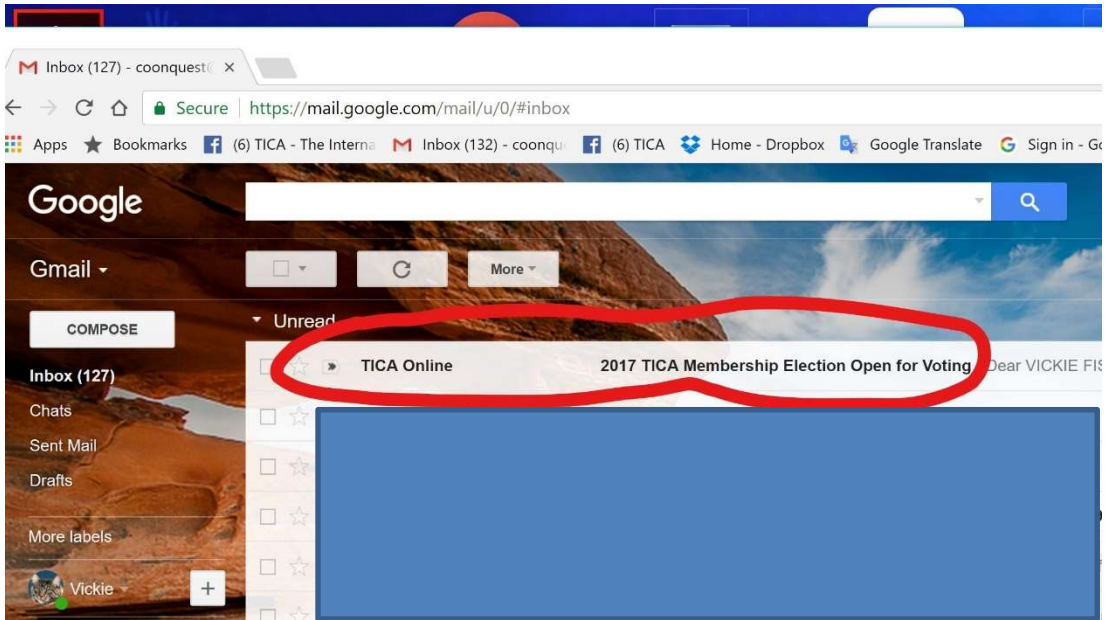 Inbox (127) - coonquest
Secure https://mail.google.com/mail/u/0/#inbox
Apps Bookmarks (6) TICA - The Interna Inbox (132) - coonqu (6) TICA Home - Dropbox Google Translate Sign in - Go
Google
Gmail
More
COMPOSE
Unread
TICA Online 2017 TICA Membership Election Open for Voting Dear VICKIE FIS
Inbox (127)
Chats
Sent Mail
Drafts
More labels
Vickie